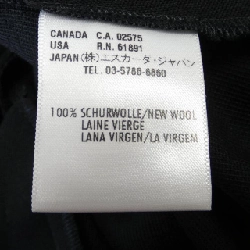 CANADA C.A. 02575
USA R.N. 61891
JAPAN(株)エスカーダ・ジャパン
TEL. 03-5768-6860
100% SCHURWOLLE/NEW WOOL
LAINE VIERGE
LANA VIRGEN/LA VIRGEM